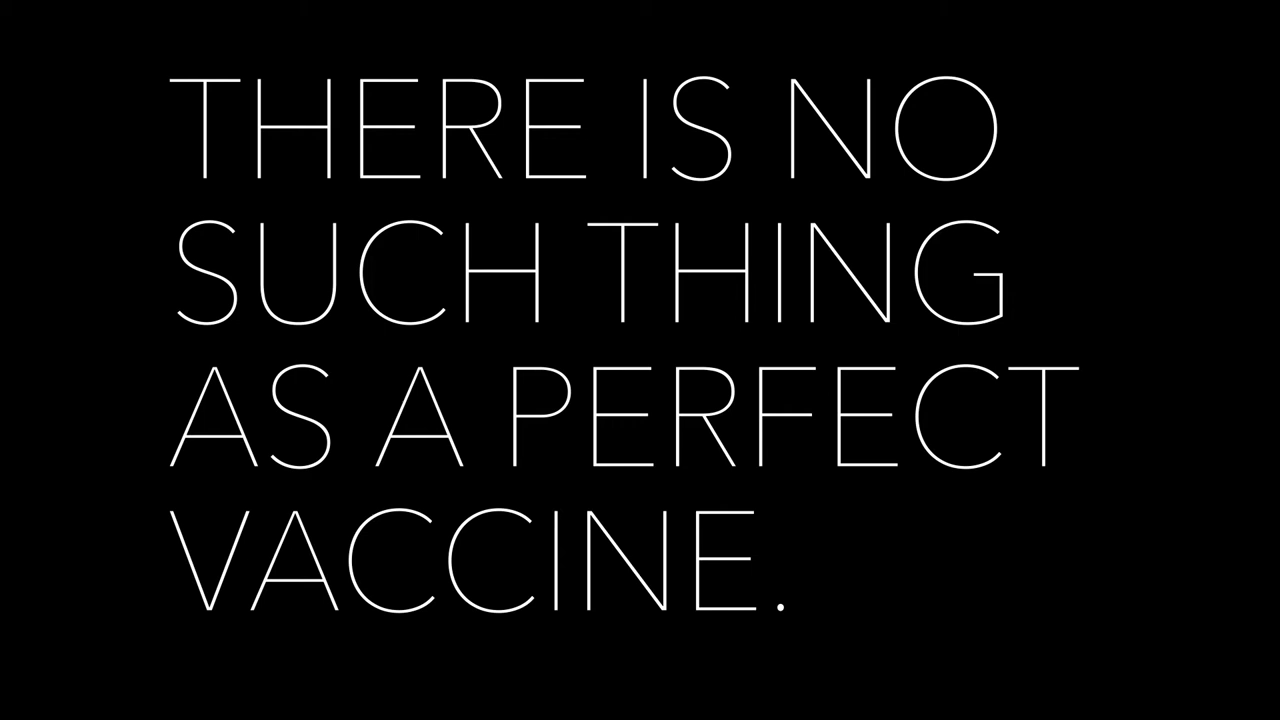 THERE IS NO
SUCH THING
AS A PERFECT
VACCINE.